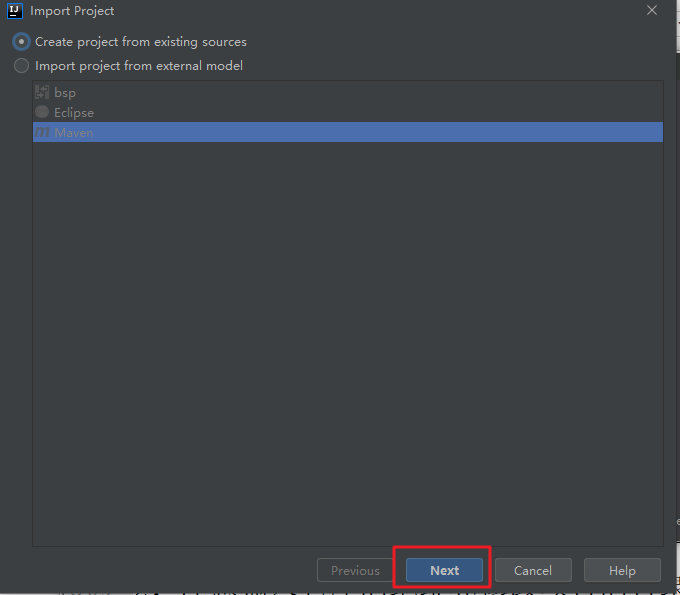 IJ
Import Project
Create project from existing sources
Import project from external model
bsp
Eclipse
m Maven
Previous
Next
Cancel
Help